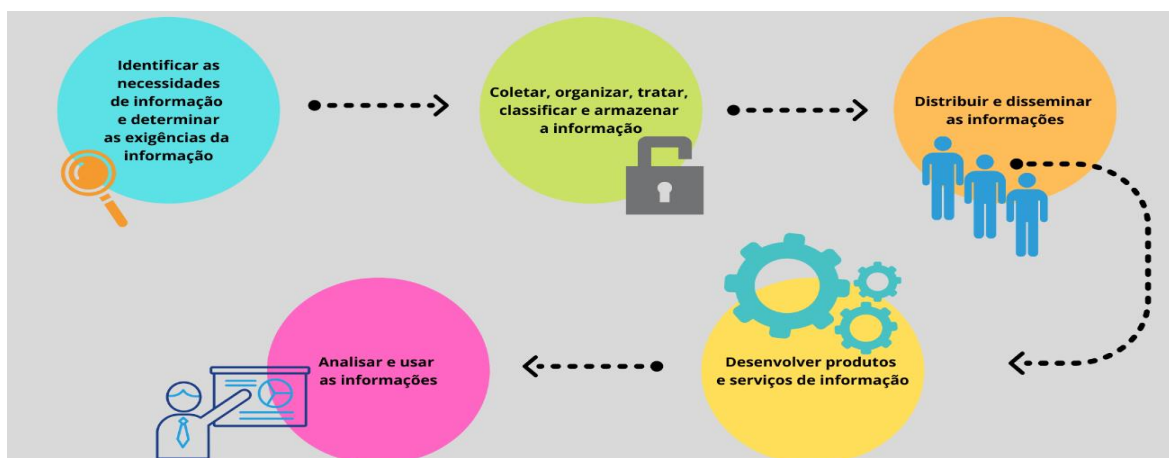 Identificar as
necessidades
de informação
e determinar
as exigências da
informação
Coletar, organizar, tratar,
classificar e armazenar
a informação
Distribuir e disseminar
as informações
Desenvolver produtos
e serviços de informação
Analisar e usar
as informações